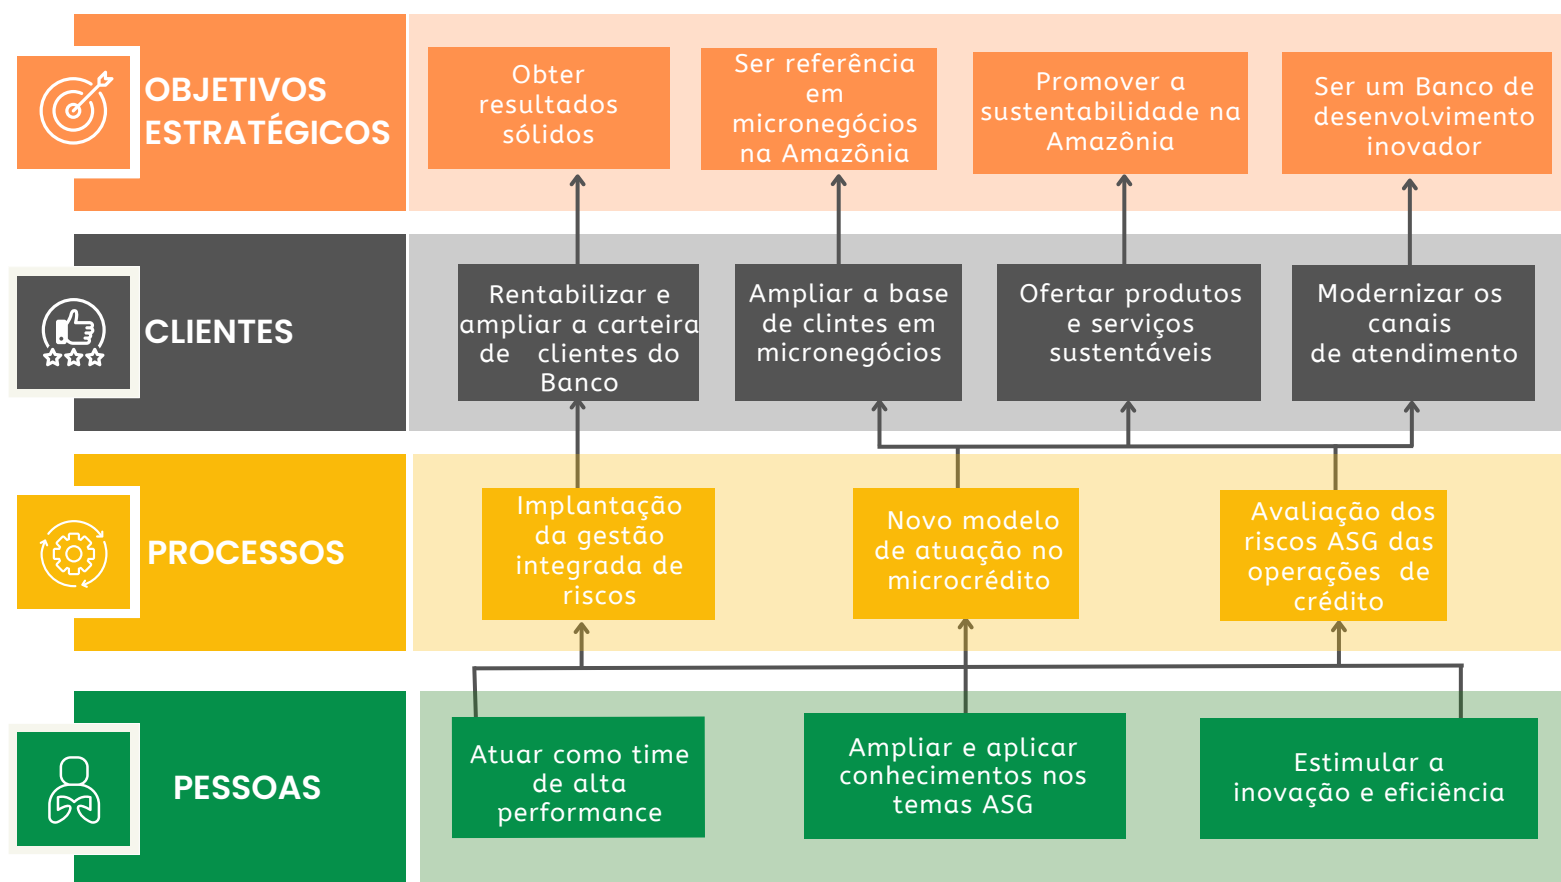 OBJETIVOS
ESTRATÉGICOS
Obter
resultados
sólidos
Ser referência
em
micronegócios
na Amazônia
Promover a
sustentabilidade na
Amazônia
Ser um Banco de
desenvolvimento
inovador
CLIENTES
Rentabilizar e
ampliar a carteira
de clientes do
Banco
Ampliar a base
de clintes em
micronegócios
Ofertar produtos
e serviços
sustentáveis
Modernizar os
canais
de atendimento
PROCESSOS
Implantação
da gestão
integrada de
riscos
Novo modelo
de atuação no
microcrédito
Avaliação dos
riscos ASG das
operações de
crédito
PESSOAS
Atuar como time
de alta
performance
Ampliar e aplicar
conhecimentos nos
temas ASG
Estimular a
inovação e eficiência